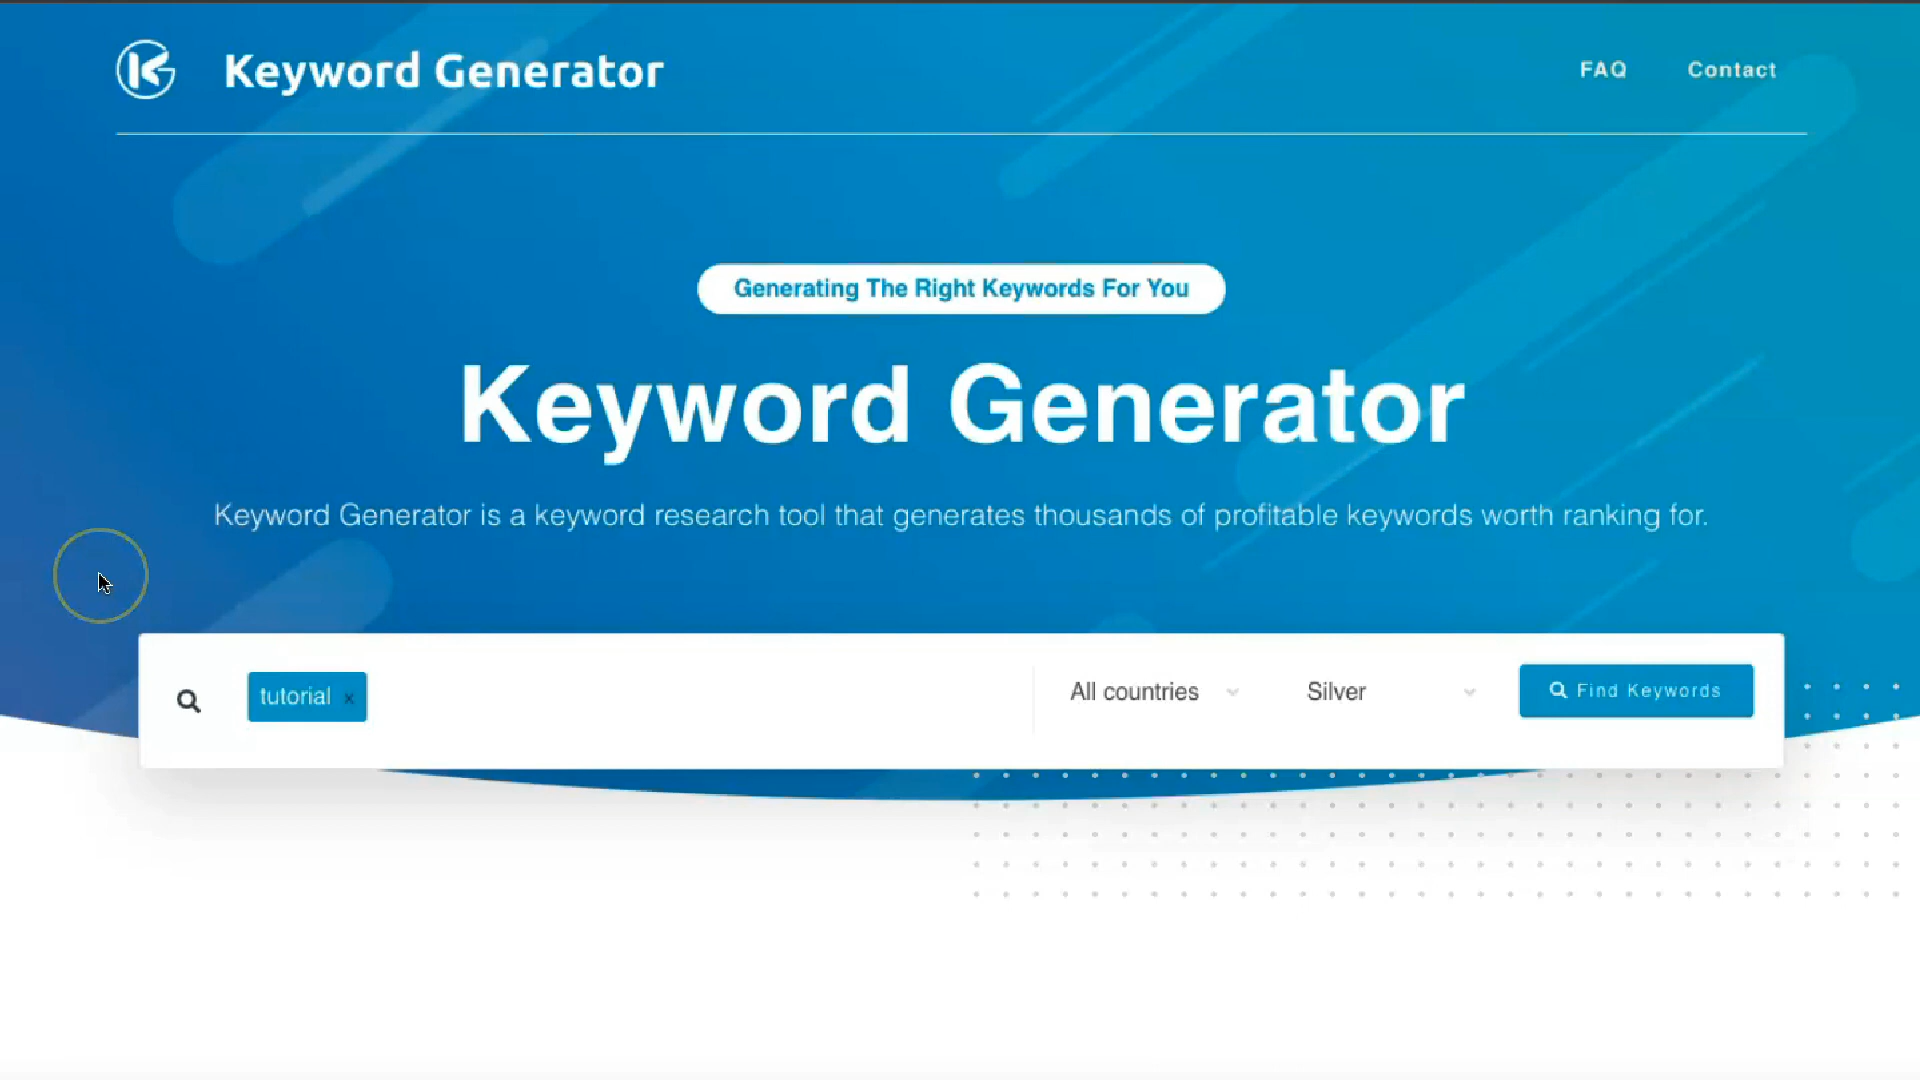 Keyword Generator
FAQ
Contact
Generating The Right Keywords For You
Keyword Generator
Keyword Generator is a keyword research tool that generates thousands of profitable keywords worth ranking for.
tutorial ×
All countries
Silver
Find Keywords